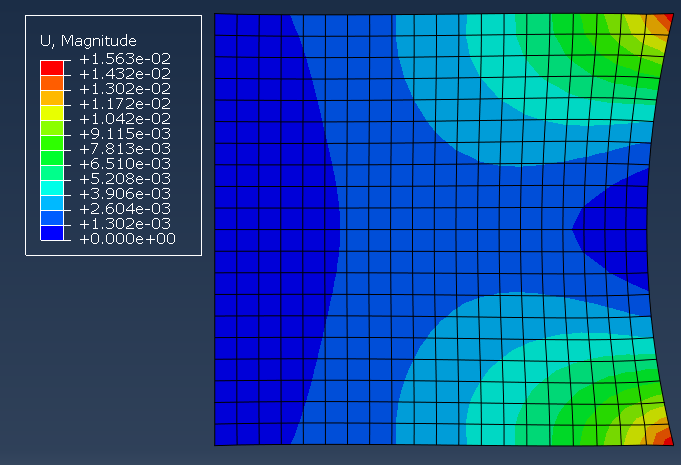 U, Magnitude
+1.563e-02
+1.432e-02
+1.302e-02
+1.172e-02
+1.042e-02
+9.115e-03
+7.813e-03
+6.510e-03
+5.208e-03
+3.906e-03
+2.604e-03
+1.302e-03
+0.000e+00